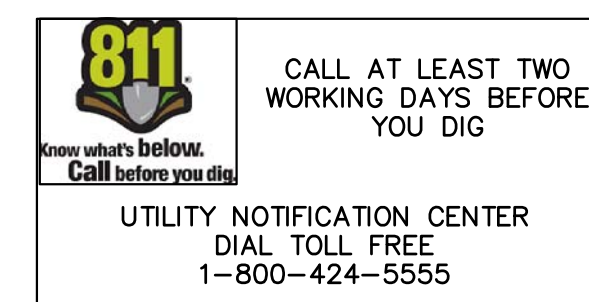 811®
Know what's below.
Call before you dig.
CALL AT LEAST TWO
WORKING DAYS BEFORE
YOU DIG
UTILITY NOTIFICATION CENTER
DIAL TOLL FREE
1-800-424-5555